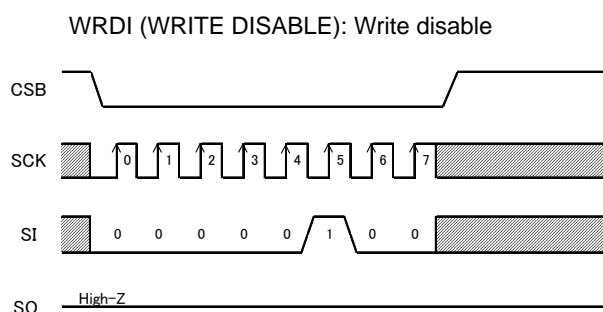 WRDI (WRITE DISABLE): Write disable
CSB
SCK 0 1 2 3 4 5 6 7
SI 0 0 0 0 0 1 0 0
High-Z
SO